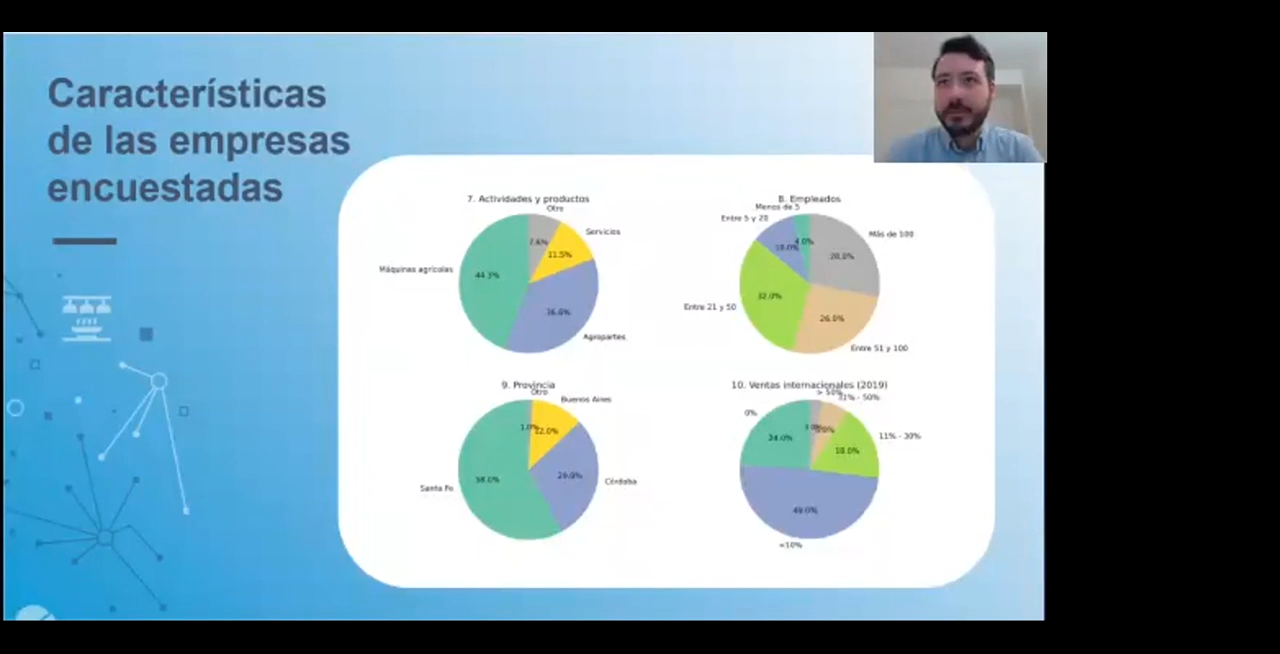 Características
de las empresas
encuestadas
7. Actividades y productos
Otro
7.6%
Servicios
11.5%
Máquinas agrícolas
44.3%
36.6%
Agropartes
8. Empleados
Menos de 5
4.0%
Entre 5 y 20
10.0%
Más de 100
28.0%
Entre 21 y 50
32.0%
26.0%
Entre 51 y 100
9. Provincia
Otro
1.0%
Buenos Aires
12.0%
Santa Fe
58.0%
29.0%
Córdoba
10. Ventas internacionales (2019)
> 50%
31% - 50%
0%
24.0%
3.0%
11% - 30%
18.0%
49.0%
<10%